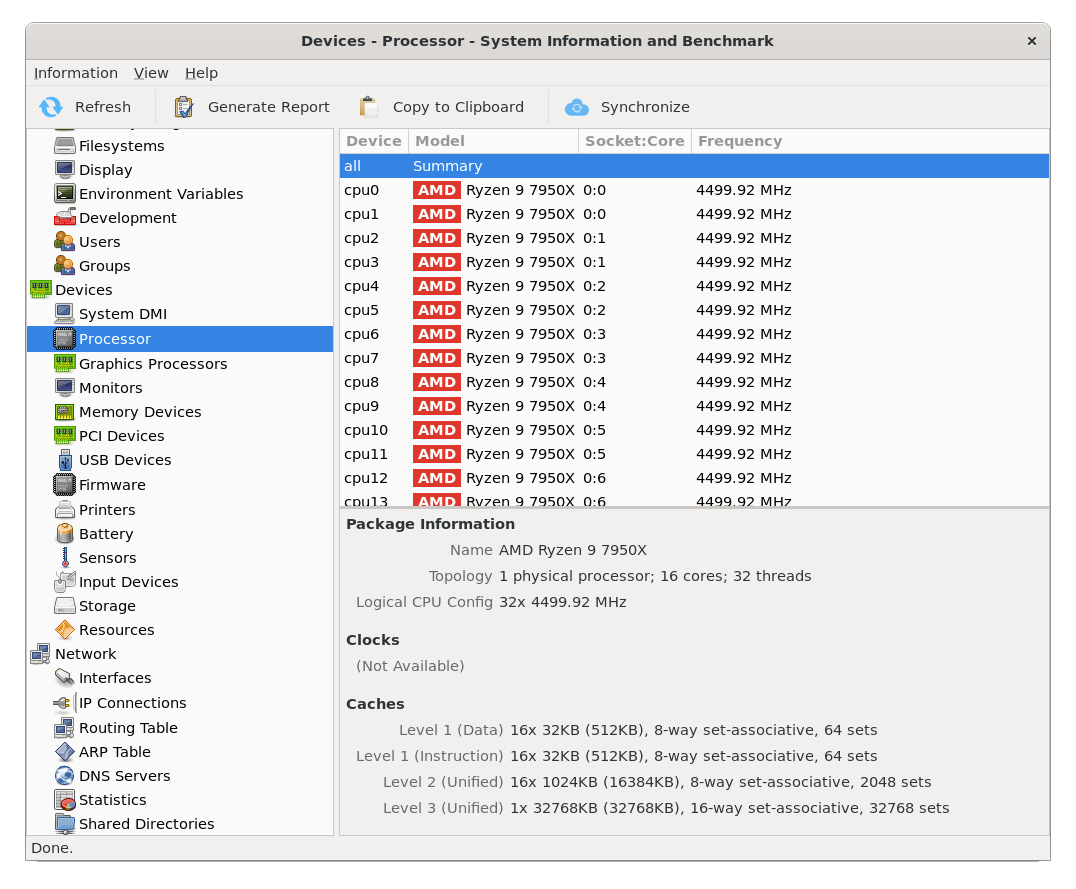 Devices - Processor - System Information and Benchmark
Information View Help
Refresh Generate Report Copy to Clipboard Synchronize
Filesystems
Display
Environment Variables
Development
Users
Groups
Devices
System DMI
Processor
Graphics Processors
Monitors
Memory Devices
PCI Devices
USB Devices
Firmware
Printers
Battery
Sensors
Input Devices
Storage
Resources
Network
Interfaces
IP Connections
Routing Table
ARP Table
DNS Servers
Statistics
Shared Directories
Device Model Socket:Core Frequency
all Summary
cpu0 AMD Ryzen 9 7950X 0:0 4499.92 MHz
cpu1 AMD Ryzen 9 7950X 0:0 4499.92 MHz
cpu2 AMD Ryzen 9 7950X 0:1 4499.92 MHz
cpu3 AMD Ryzen 9 7950X 0:1 4499.92 MHz
cpu4 AMD Ryzen 9 7950X 0:2 4499.92 MHz
cpu5 AMD Ryzen 9 7950X 0:2 4499.92 MHz
cpu6 AMD Ryzen 9 7950X 0:3 4499.92 MHz
cpu7 AMD Ryzen 9 7950X 0:3 4499.92 MHz
cpu8 AMD Ryzen 9 7950X 0:4 4499.92 MHz
cpu9 AMD Ryzen 9 7950X 0:4 4499.92 MHz
cpu10 AMD Ryzen 9 7950X 0:5 4499.92 MHz
cpu11 AMD Ryzen 9 7950X 0:5 4499.92 MHz
cpu12 AMD Ryzen 9 7950X 0:6 4499.92 MHz
cpu13 AMD Ryzen 9 7950X 0:6 4499.92 MHz
Package Information
Name AMD Ryzen 9 7950X
Topology 1 physical processor; 16 cores; 32 threads
Logical CPU Config 32x 4499.92 MHz
Clocks
(Not Available)
Caches
Level 1 (Data) 16x 32KB (512KB), 8-way set-associative, 64 sets
Level 1 (Instruction) 16x 32KB (512KB), 8-way set-associative, 64 sets
Level 2 (Unified) 16x 1024KB (16384KB), 8-way set-associative, 2048 sets
Level 3 (Unified) 1x 32768KB (32768KB), 16-way set-associative, 32768 sets
Done.